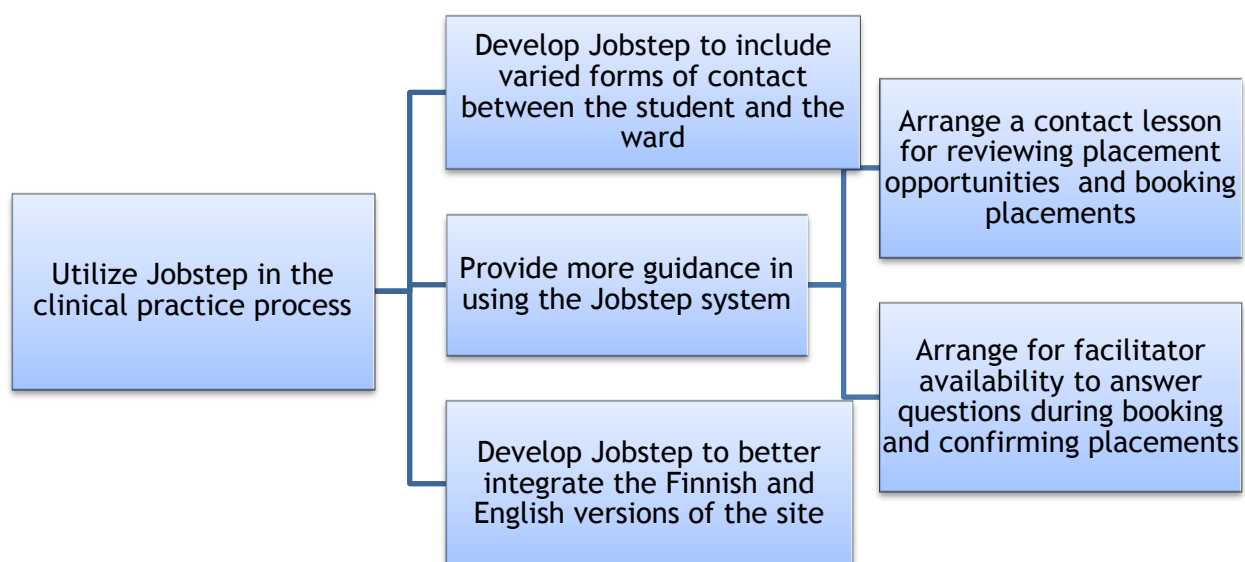 Utilize Jobstep in the
clinical practice process
Develop Jobstep to include
varied forms of contact
between the student and the
ward
Provide more guidance in
using the Jobstep system
Develop Jobstep to better
integrate the Finnish and
English versions of the site
Arrange a contact lesson
for reviewing placement
opportunities and booking
placements
Arrange for facilitator
availability to answer
questions during booking
and confirming placements